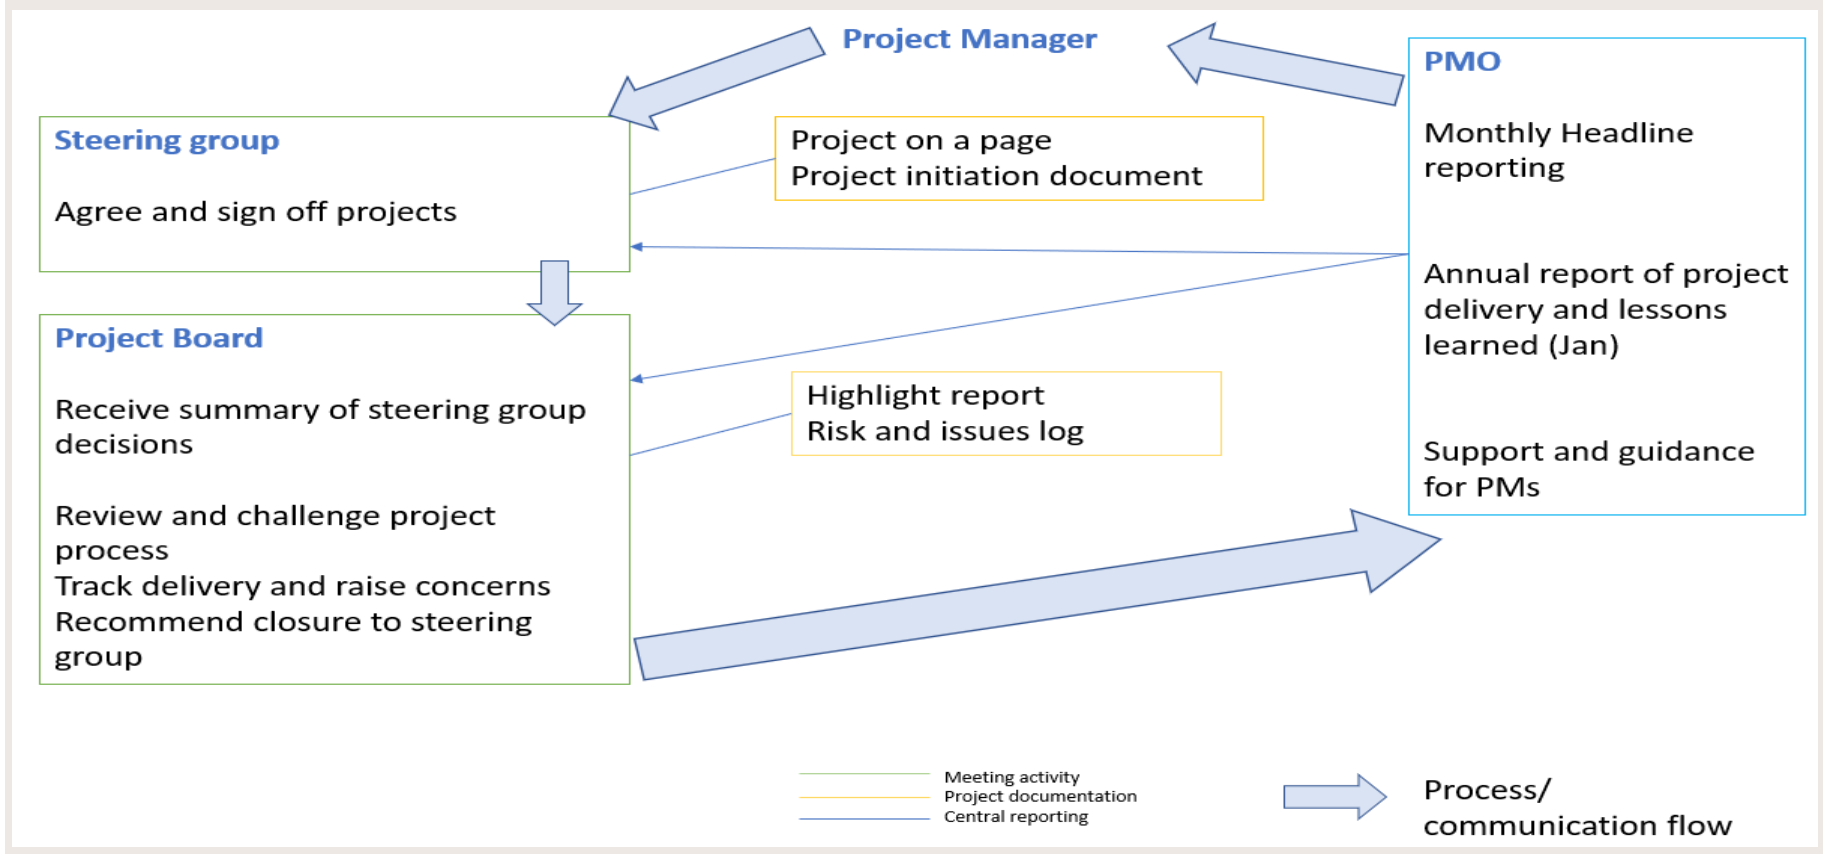 Project Manager
PMO
Monthly Headline
reporting
Annual report of project
delivery and lessons
learned (Jan)
Support and guidance
for PMs
Steering group
Agree and sign off projects
Project on a page
Project initiation document
Project Board
Receive summary of steering group
decisions
Review and challenge project
process
Track delivery and raise concerns
Recommend closure to steering
group
Highlight report
Risk and issues log
Meeting activity
Project documentation
Central reporting
Process/
communication flow